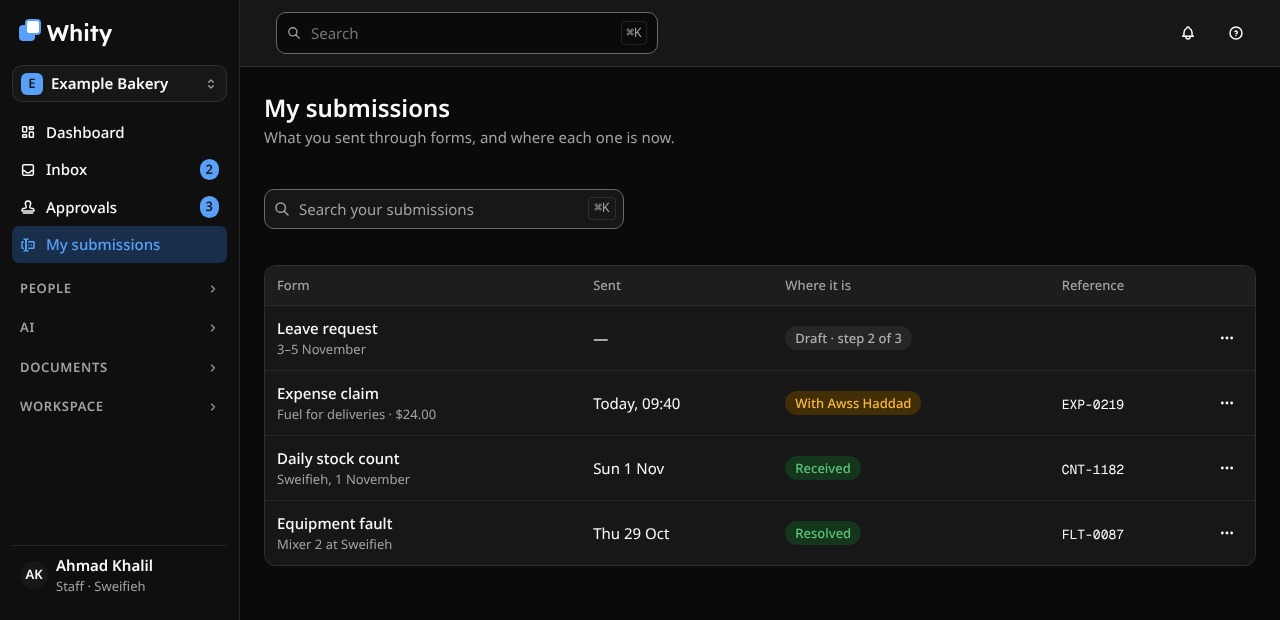 Whity
Search ⌘K
E Example Bakery
Dashboard
Inbox 2
Approvals 3
My submissions
PEOPLE
AI
DOCUMENTS
WORKSPACE
AK Ahmad Khalil
Staff · Sweifieh
My submissions
What you sent through forms, and where each one is now.
Search your submissions ⌘K
Form Sent Where it is Reference
Leave request
3–5 November
— Draft · step 2 of 3
Expense claim
Fuel for deliveries · $24.00
Today, 09:40 With Awss Haddad EXP-0219
Daily stock count
Sweifieh, 1 November
Sun 1 Nov Received CNT-1182
Equipment fault
Mixer 2 at Sweifieh
Thu 29 Oct Resolved FLT-0087